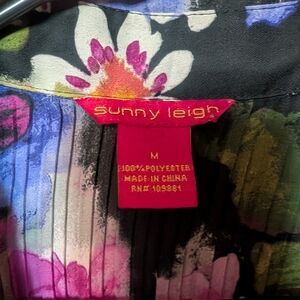 sunny leigh
M
100% POLYESTER
MADE IN CHINA
RN# 109881